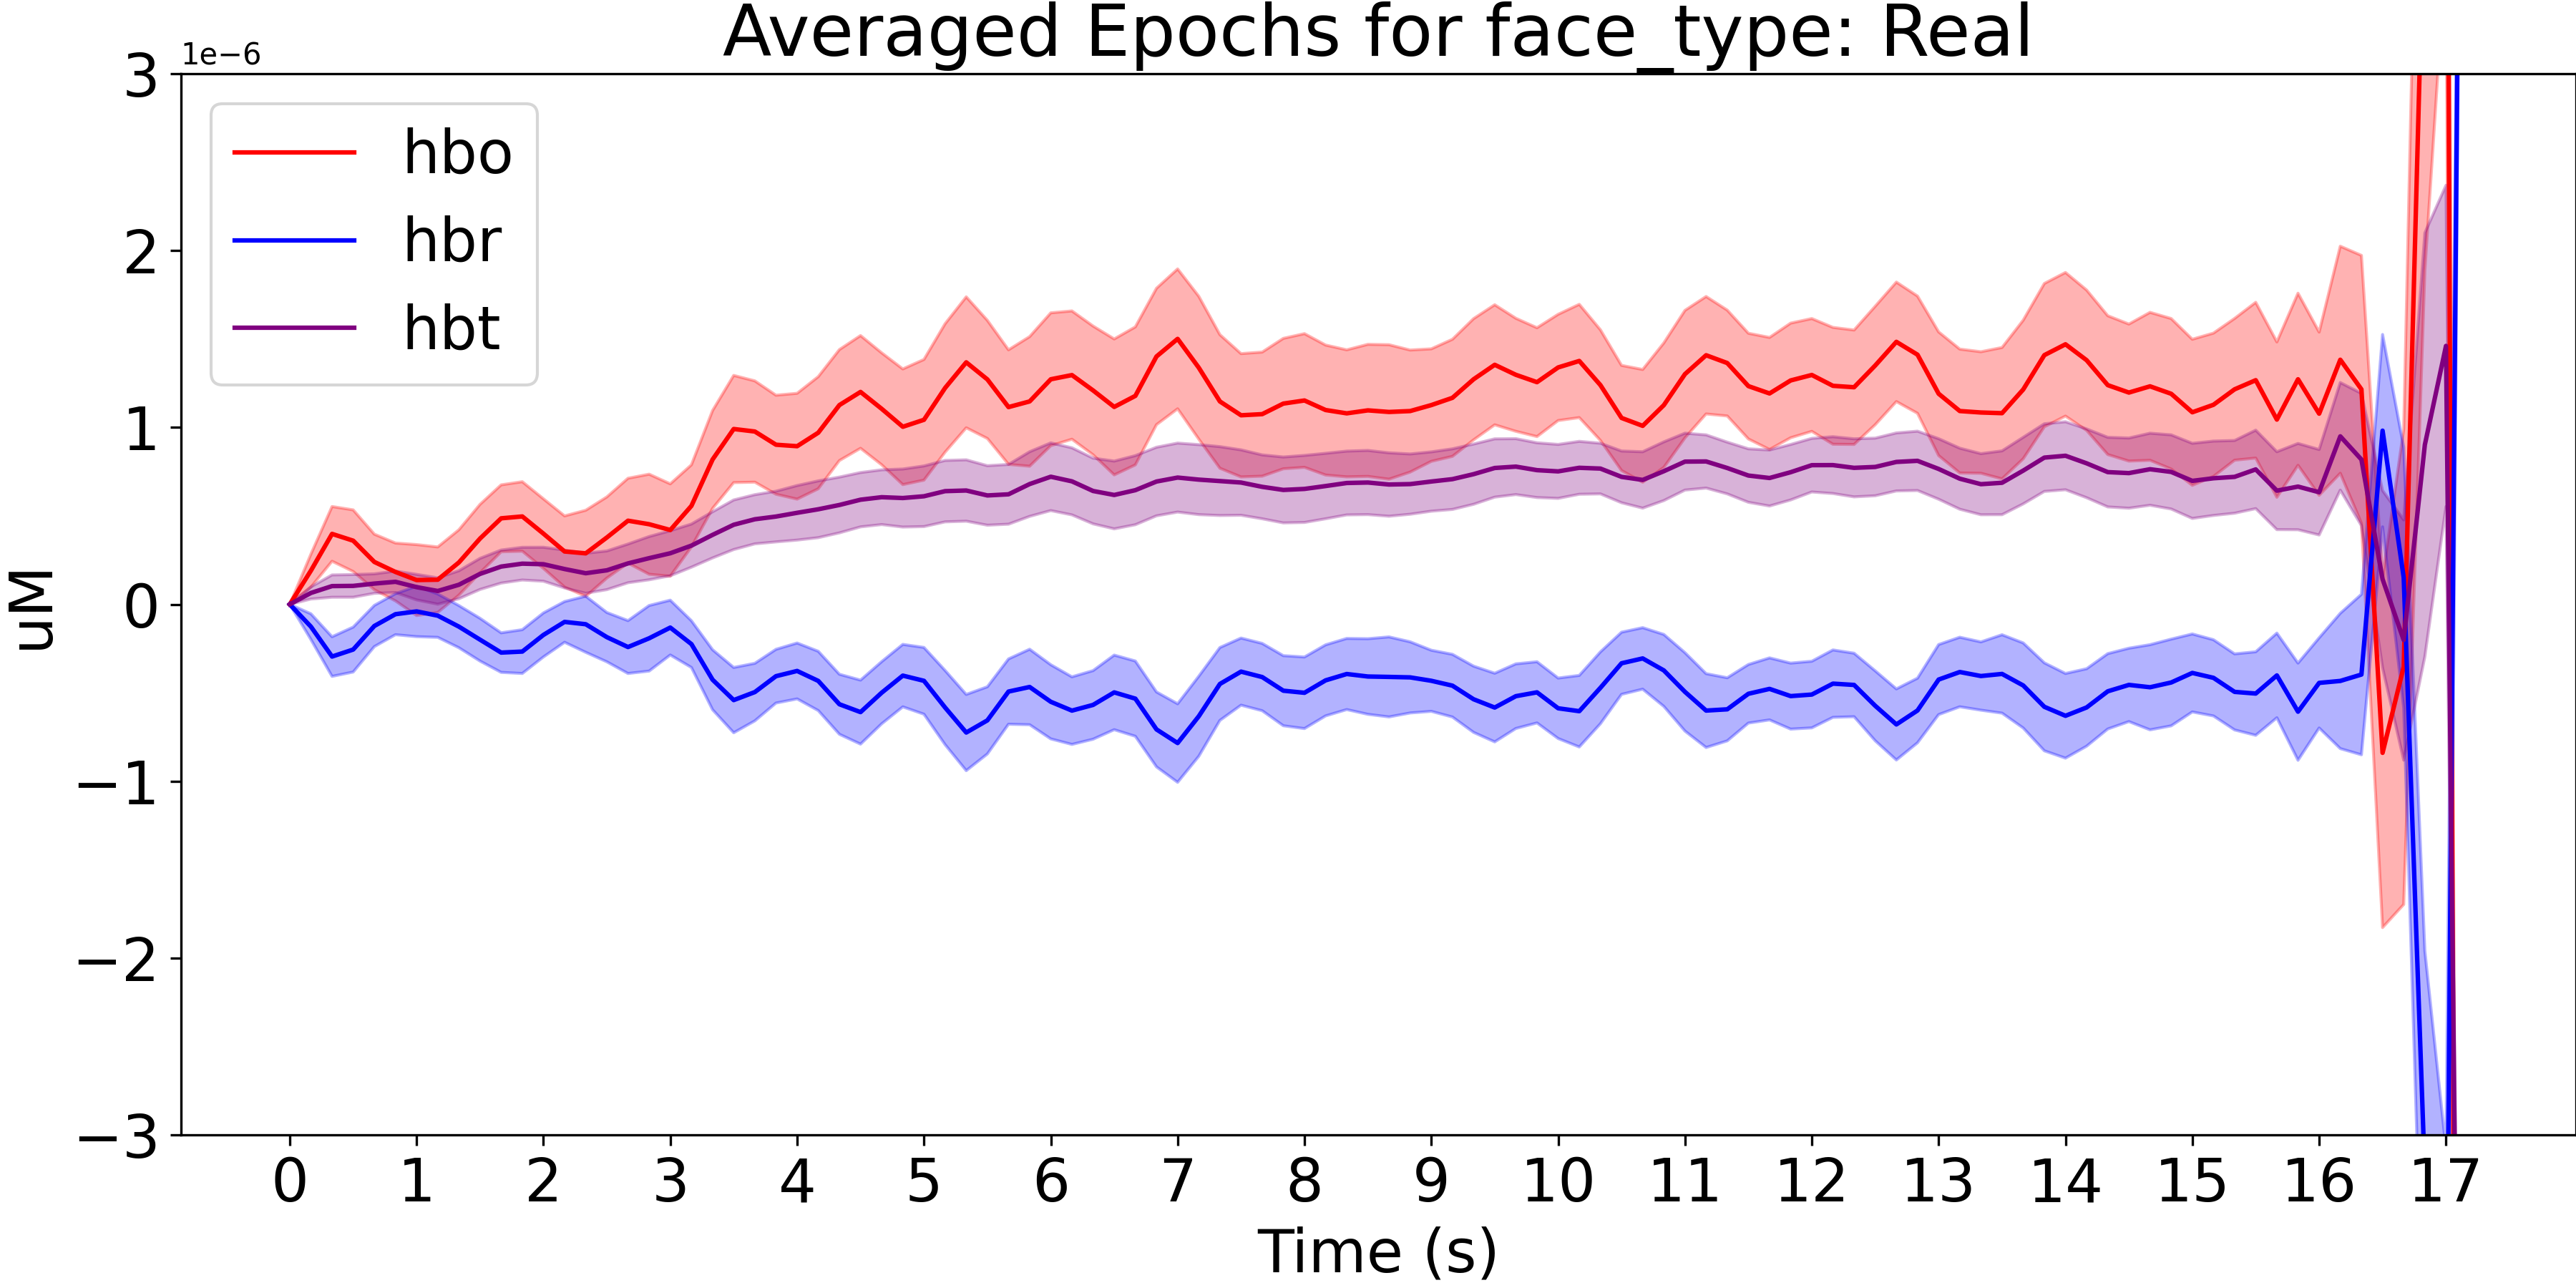 Averaged Epochs for face_type: Real
1e−6
3
2
1
0
−1
−2
−3
uM
hbo
hbr
hbt
0 1 2 3 4 5 6 7 8 9 10 11 12 13 14 15 16 17
Time (s)